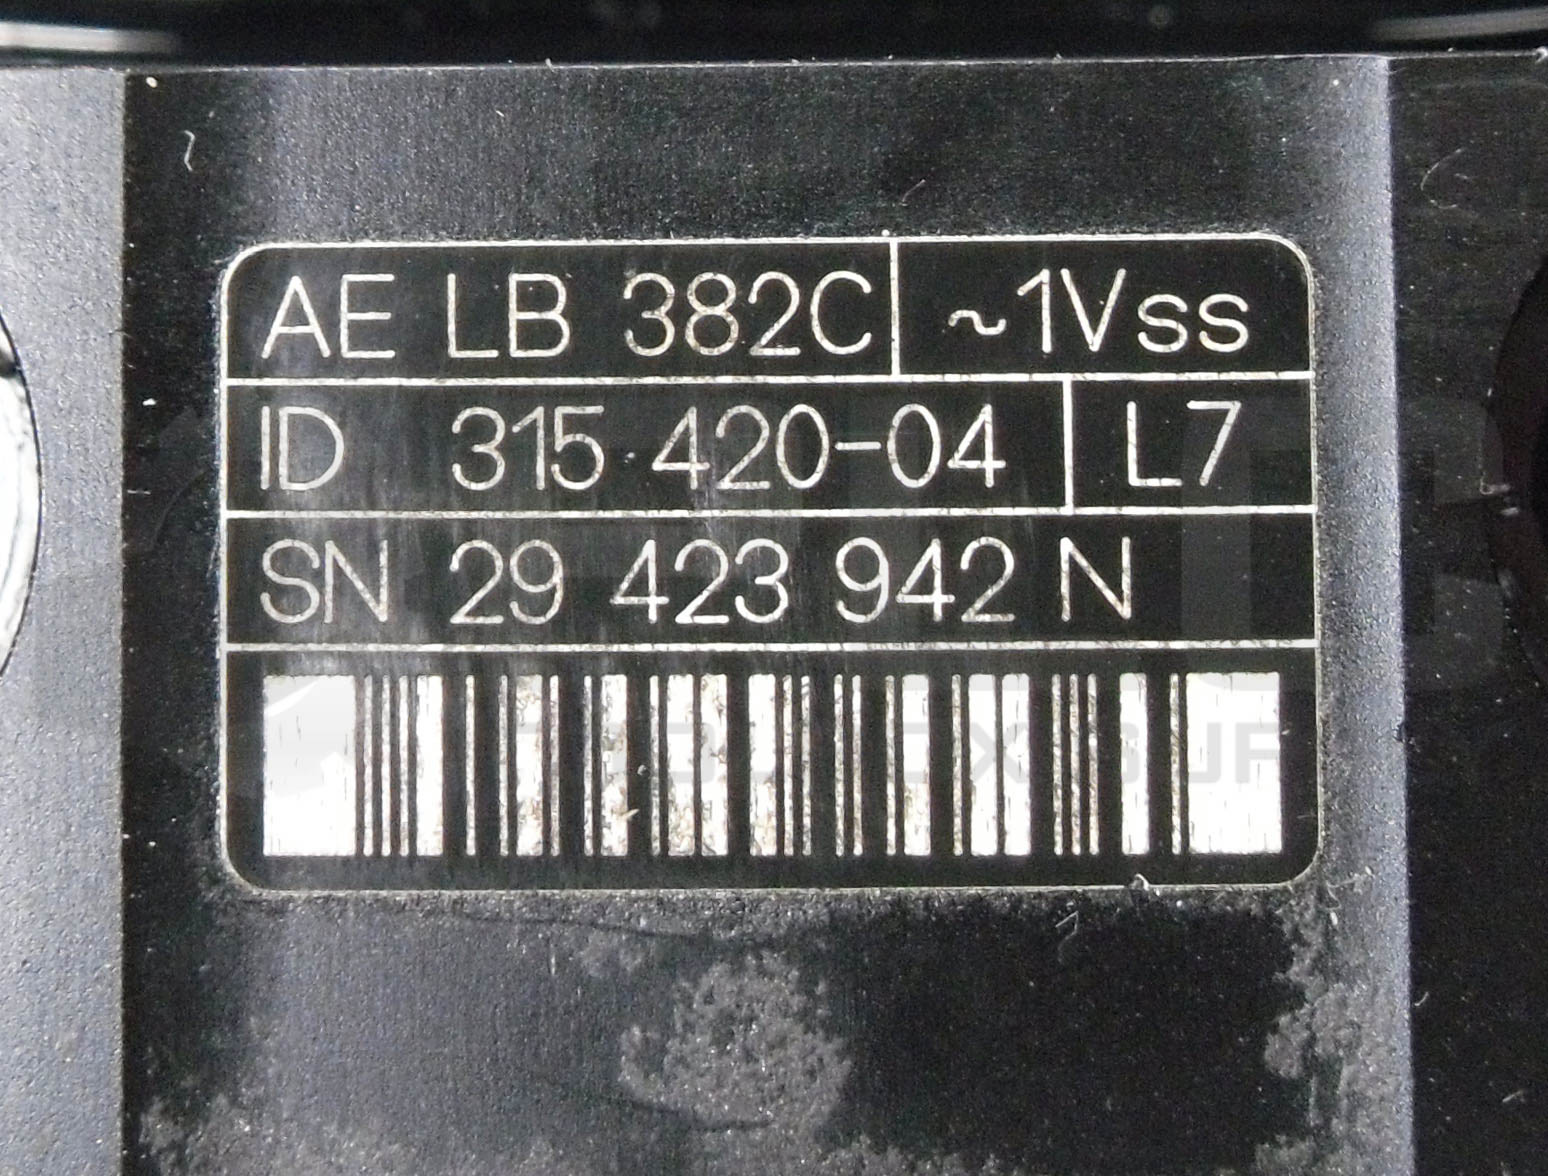 AE LB 382C ~1Vss
ID 315 420-04 L7
SN 29 423 942 N